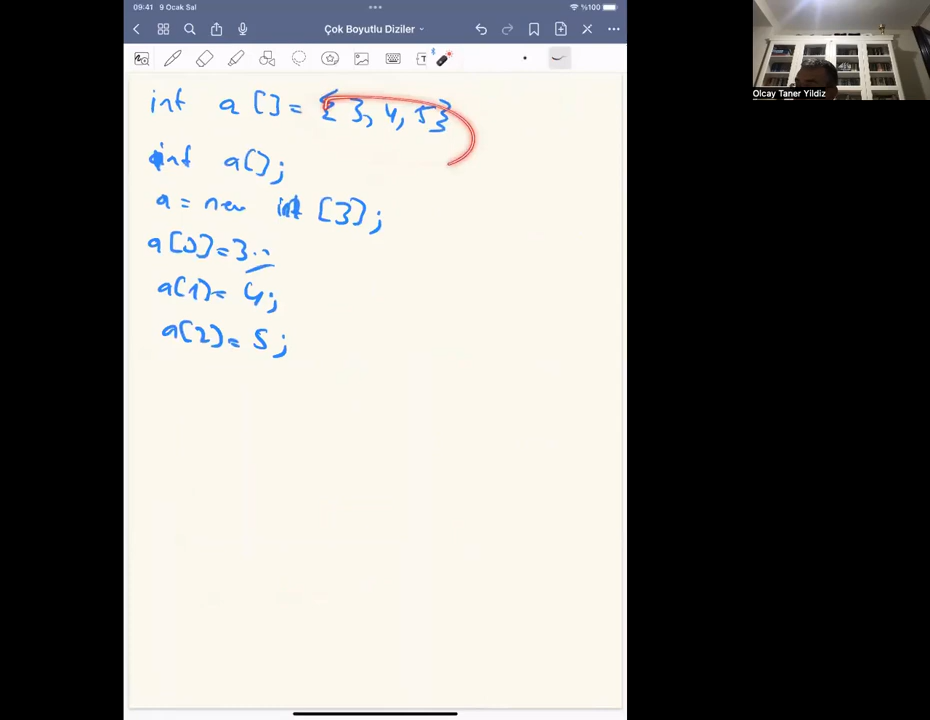 09:41 9 Ocak Sal
%100
Çok Boyutlu Diziler
Olcay Taner Yildiz
int a [] = { 3, 4, 5}
int a[];
a = new int [3];
a[0] = 3..
a[1] = 4;
a[2] = 5;